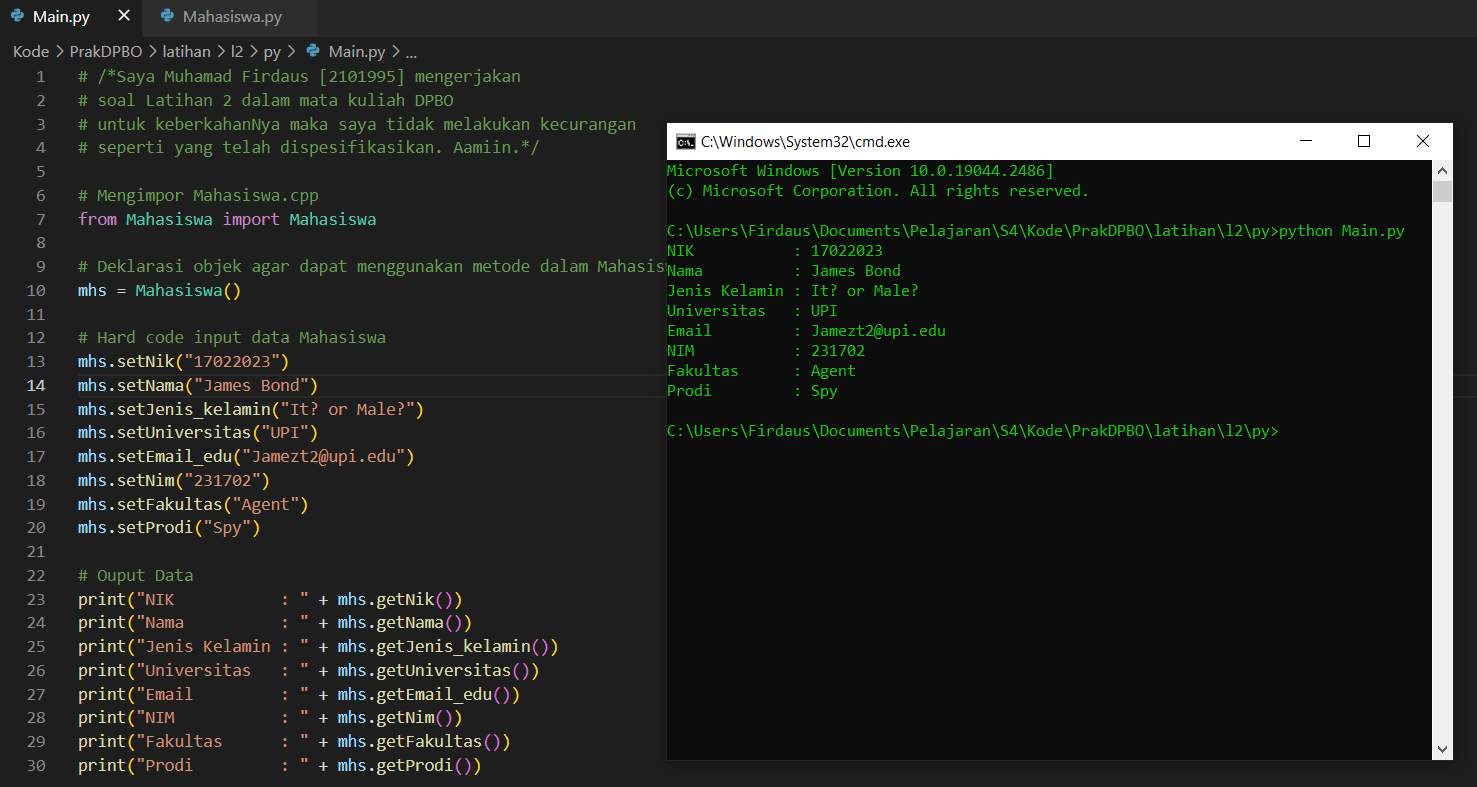 Main.py
Mahasiswa.py
Kode > PrakDPBO > latihan > l2 > py > Main.py > ...
1 # /*Saya Muhamad Firdaus [2101995] mengerjakan
2 # soal Latihan 2 dalam mata kuliah DPBO
3 # untuk keberkahanNya maka saya tidak melakukan kecurangan
4 # seperti yang telah dispesifikasikan. Aamiin.*/
5
6 # Mengimpor Mahasiswa.cpp
7 from Mahasiswa import Mahasiswa
8
9 # Deklarasi objek agar dapat menggunakan metode dalam Mahasis
10 mhs = Mahasiswa()
11
12 # Hard code input data Mahasiswa
13 mhs.setNik("17022023")
14 mhs.setNama("James Bond")
15 mhs.setJenis_kelamin("It? or Male?")
16 mhs.setUniversitas("UPI")
17 mhs.setEmail_edu("Jamezt2@upi.edu")
18 mhs.setNim("231702")
19 mhs.setFakultas("Agent")
20 mhs.setProdi("Spy")
21
22 # Ouput Data
23 print("NIK           : " + mhs.getNik())
24 print("Nama          : " + mhs.getNama())
25 print("Jenis Kelamin : " + mhs.getJenis_kelamin())
26 print("Universitas   : " + mhs.getUniversitas())
27 print("Email         : " + mhs.getEmail_edu())
28 print("NIM           : " + mhs.getNim())
29 print("Fakultas      : " + mhs.getFakultas())
30 print("Prodi         : " + mhs.getProdi())
C:\Windows\System32\cmd.exe
Microsoft Windows [Version 10.0.19044.2486]
(c) Microsoft Corporation. All rights reserved.
C:\Users\Firdaus\Documents\Pelajaran\S4\Kode\PrakDPBO\latihan\l2\py>python Main.py
NIK           : 17022023
Nama          : James Bond
Jenis Kelamin : It? or Male?
Universitas   : UPI
Email         : Jamezt2@upi.edu
NIM           : 231702
Fakultas      : Agent
Prodi         : Spy
C:\Users\Firdaus\Documents\Pelajaran\S4\Kode\PrakDPBO\latihan\l2\py>